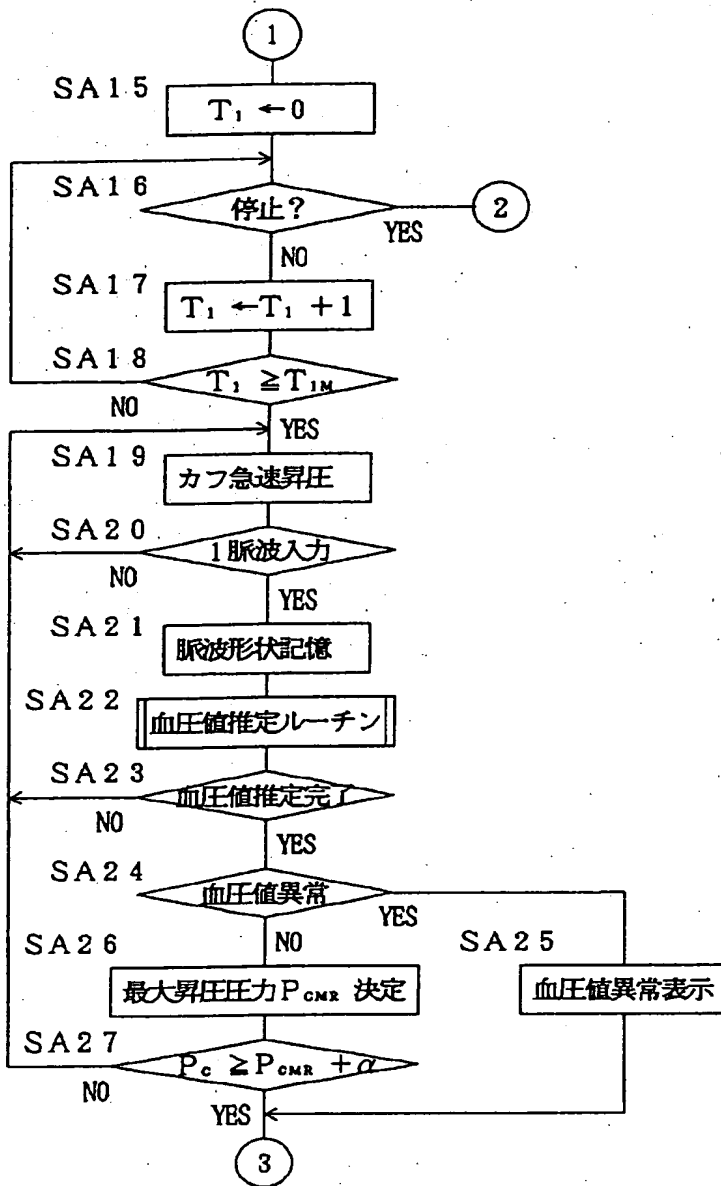 1
SA15
T₁ ←0
SA16
停止?
YES
2
NO
SA17
T₁ ←T₁ +1
SA18
T₁ ≧T₁M
NO
YES
SA19
カフ急速昇圧
SA20
1脈波入力
NO
YES
SA21
脈波形状記憶
SA22
血圧値推定ルーチン
SA23
血圧値推定完了
NO
YES
SA24
血圧値異常
YES
NO
SA25
SA26
最大昇圧圧力PCMR 決定
血圧値異常表示
SA27
PC ≧PCMR +α
NO
YES
3